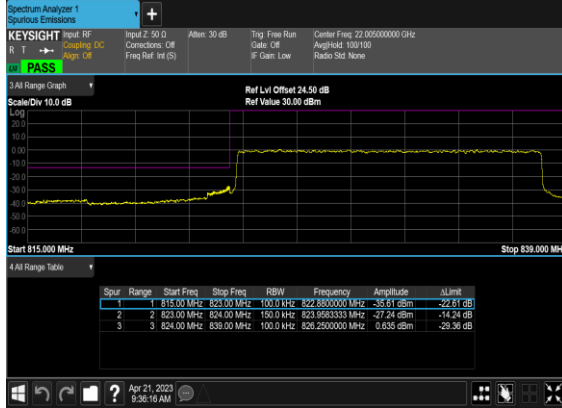 Spectrum Analyzer 1
Spurious Emissions
+
KEYSIGHT Input: RF Input Z: 50 Ω Atten: 30 dB Trig: Free Run Center Freq: 22.005000000 GHz
R T Coupling: DC Corrections: Off Gate: Off Avg|Hold: 100/100
Align: Off Freq Ref: Int (S) IF Gain: Low Radio Std: None
PASS
3 All Range Graph
Ref Lvl Offset 24.50 dB
Scale/Div 10.0 dB Ref Value 30.00 dBm
Log
20.0
10.0
0.00
-10.0
-20.0
-30.0
-40.0
-50.0
-60.0
Start 815.000 MHz Stop 839.000 MHz
4 All Range Table
Spur Range Start Freq Stop Freq RBW Frequency Amplitude ΔLimit
1 1 815.00 MHz 823.00 MHz 100.0 kHz 822.8800000 MHz -35.61 dBm -22.61 dB
2 2 823.00 MHz 824.00 MHz 150.0 kHz 823.9583333 MHz -27.24 dBm -14.24 dB
3 3 824.00 MHz 839.00 MHz 100.0 kHz 826.2500000 MHz 0.635 dBm -29.36 dB
? Apr 21, 2023
9:36:16 AM